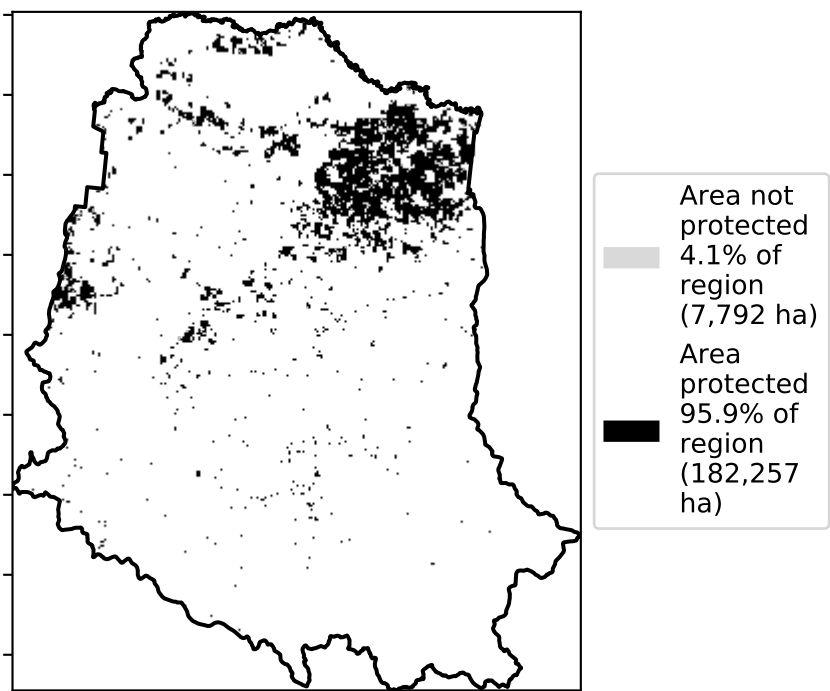 Area not
protected
4.1% of
region
(7,792 ha)
Area
protected
95.9% of
region
(182,257
ha)